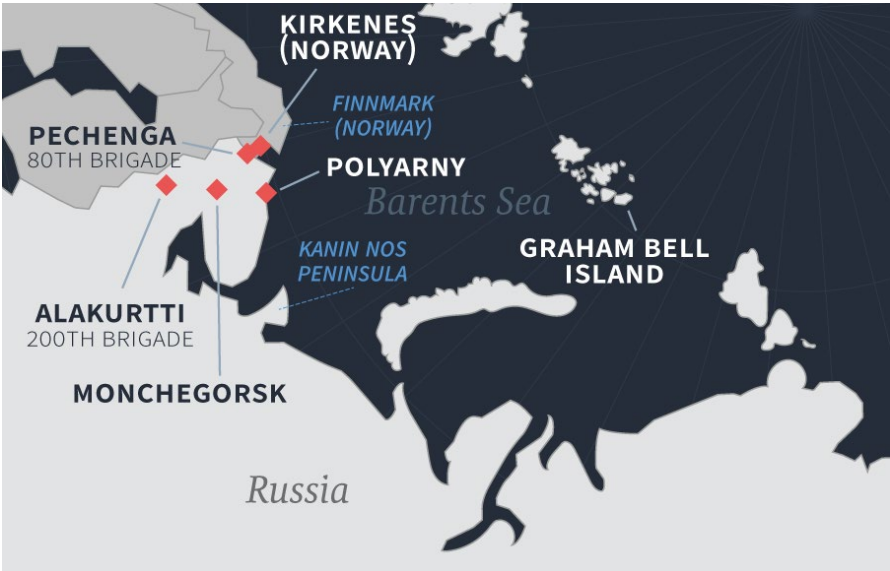 KIRKENES
(NORWAY)
FINNMARK
(NORWAY)
PECHENGA
80TH BRIGADE
POLYARNY
Barents Sea
KANIN NOS
PENINSULA
GRAHAM BELL
ISLAND
ALAKURTTI
200TH BRIGADE
MONCHEGORSK
Russia